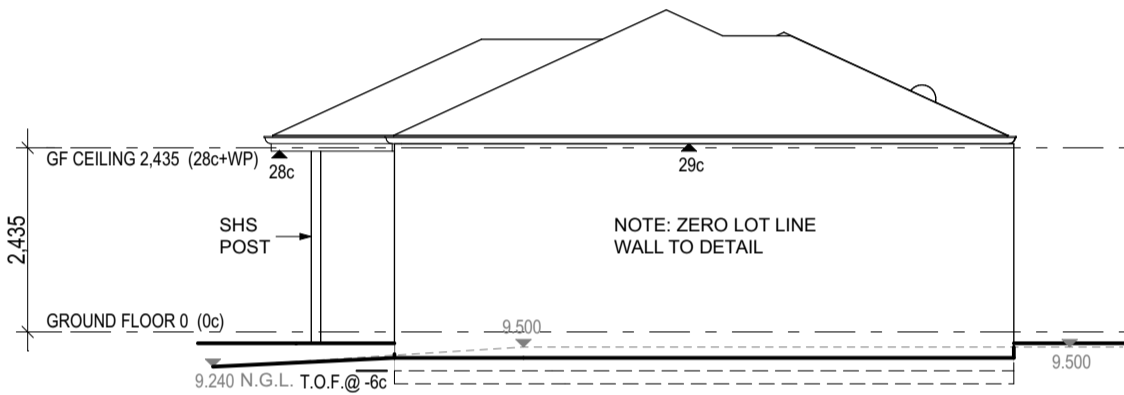 GF CEILING 2,435 (28c+WP)
28c
29c
2,435
SHS
POST
NOTE: ZERO LOT LINE
WALL TO DETAIL
GROUND FLOOR 0 (0c)
9.500
9.500
9.240 N.G.L.
T.O.F.@ -6c